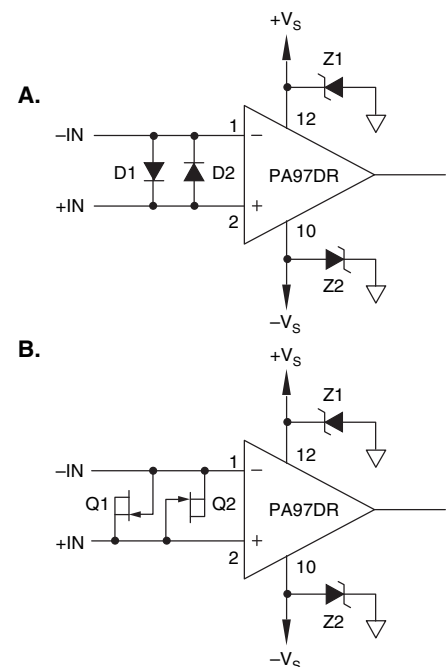 A.
+VS
Z1
12
–IN
1
–
D1
D2
PA97DR
+IN
+
2
10
Z2
–VS
B.
+VS
Z1
12
–IN
1
–
Q1
Q2
PA97DR
+IN
+
2
10
Z2
–VS